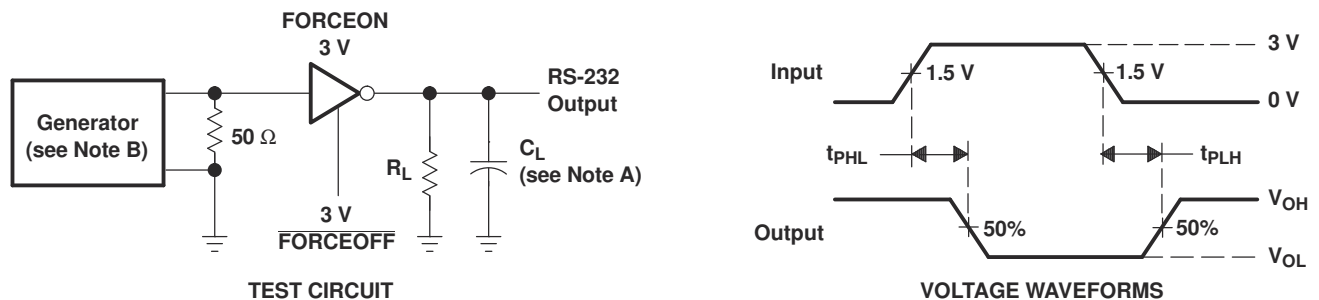 FORCEON
3 V
Generator
(see Note B)
50 Ω
RS-232
Output
R_L
C_L
(see Note A)
3 V
FORCEOFF
TEST CIRCUIT
Input
1.5 V
1.5 V
3 V
0 V
t_PHL
t_PLH
Output
50%
50%
V_OH
V_OL
VOLTAGE WAVEFORMS